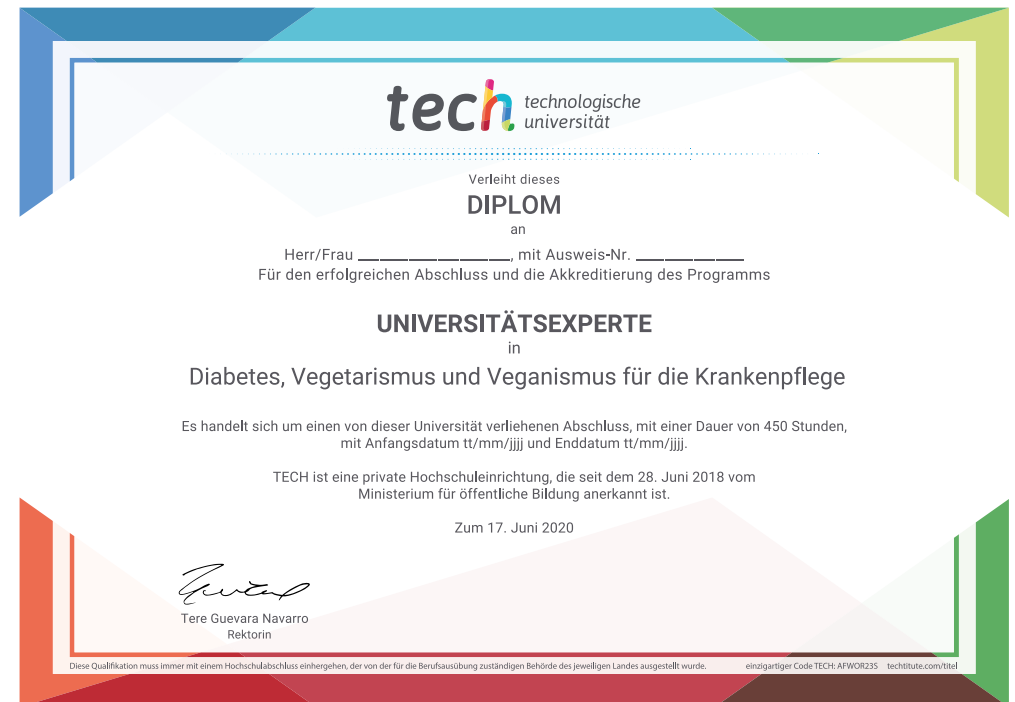 tech technologische
universität
Verleiht dieses
DIPLOM
an
Herr/Frau ________________, mit Ausweis-Nr. ____________
Für den erfolgreichen Abschluss und die Akkreditierung des Programms
UNIVERSITÄTSEXPERTE
in
Diabetes, Vegetarismus und Veganismus für die Krankenpflege
Es handelt sich um einen von dieser Universität verliehenen Abschluss, mit einer Dauer von 450 Stunden,
mit Anfangsdatum tt/mm/jjjj und Enddatum tt/mm/jjjj.
TECH ist eine private Hochschuleinrichtung, die seit dem 28. Juni 2018 vom
Ministerium für öffentliche Bildung anerkannt ist.
Zum 17. Juni 2020
Tere Guevara Navarro
Rektorin
Diese Qualifikation muss immer mit einem Hochschulabschluss einhergehen, der von der für die Berufsausübung zuständigen Behörde des jeweiligen Landes ausgestellt wurde. einzigartiger Code TECH: AFWOR23S techtitute.com/titel